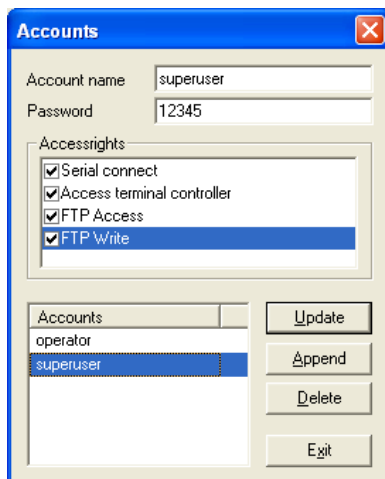 Accounts
Account name superuser
Password 12345
Accessrights
Serial connect
Access terminal controller
FTP Access
FTP Write
Accounts
operator
superuser
Update
Append
Delete
Exit